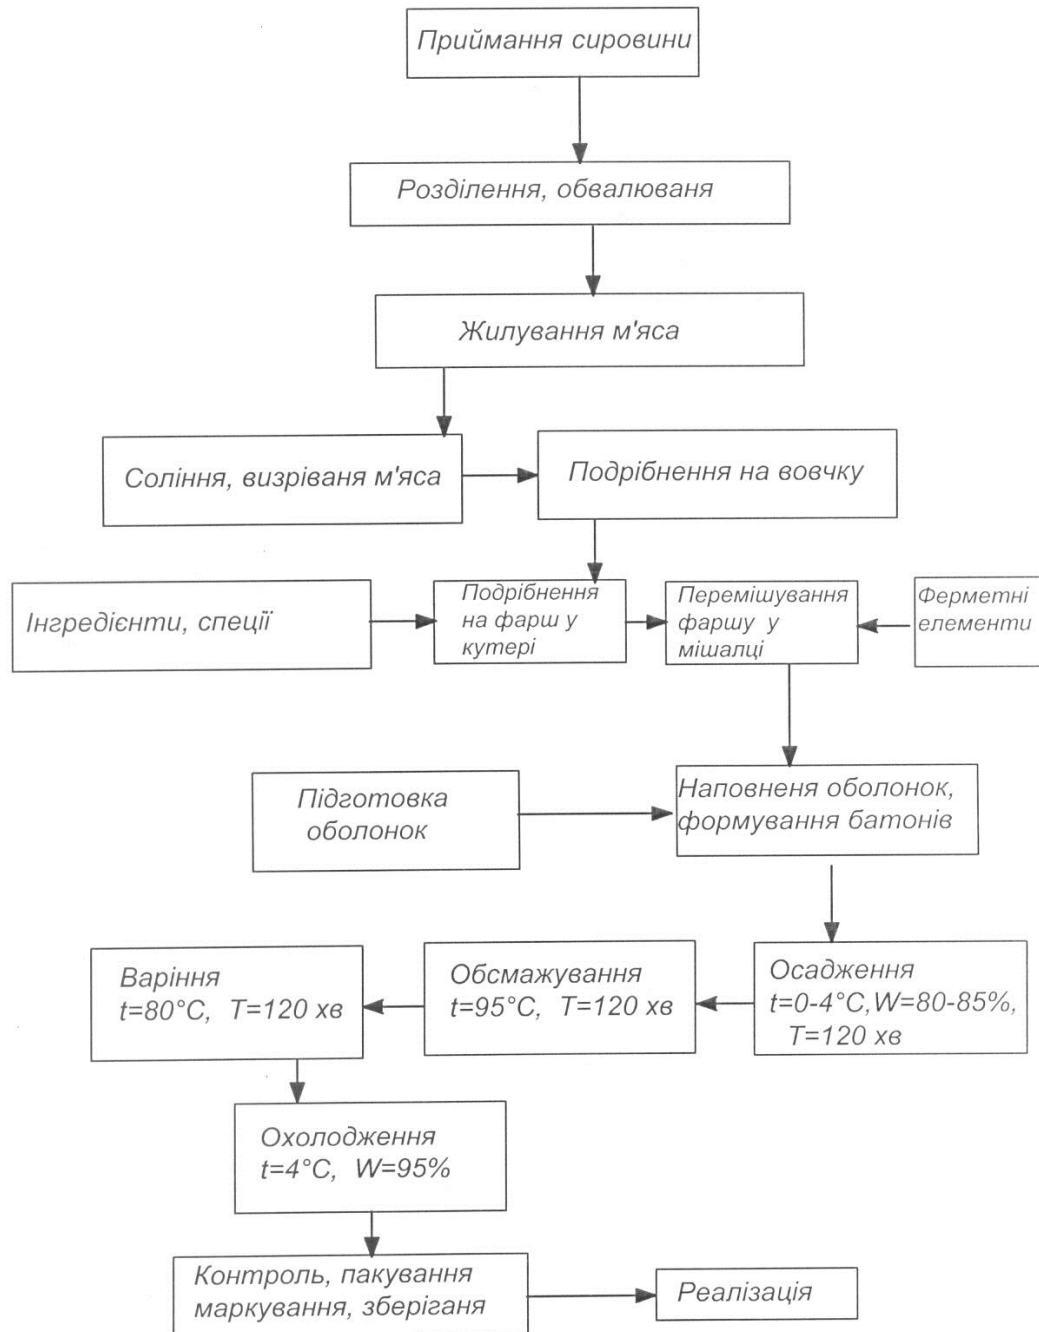 Приймання сировини
Розділення, обвалюваня
Жилування м'яса
Соління, визріваня м'яса
Подрібнення на вовчку
Інгредієнти, спеції
Подрібнення
на фарш у
кутері
Перемішування
фаршу у
мішалці
Ферметні
елементи
Підготовка
оболонок
Наповненя оболонок,
формування батонів
Варіння
t=80°C, T=120 хв
Обсмажування
t=95°C, T=120 хв
Осадження
t=0-4°C,W=80-85%,
T=120 хв
Охолодження
t=4°C, W=95%
Контроль, пакування
маркування, зберіганя
Реалізація